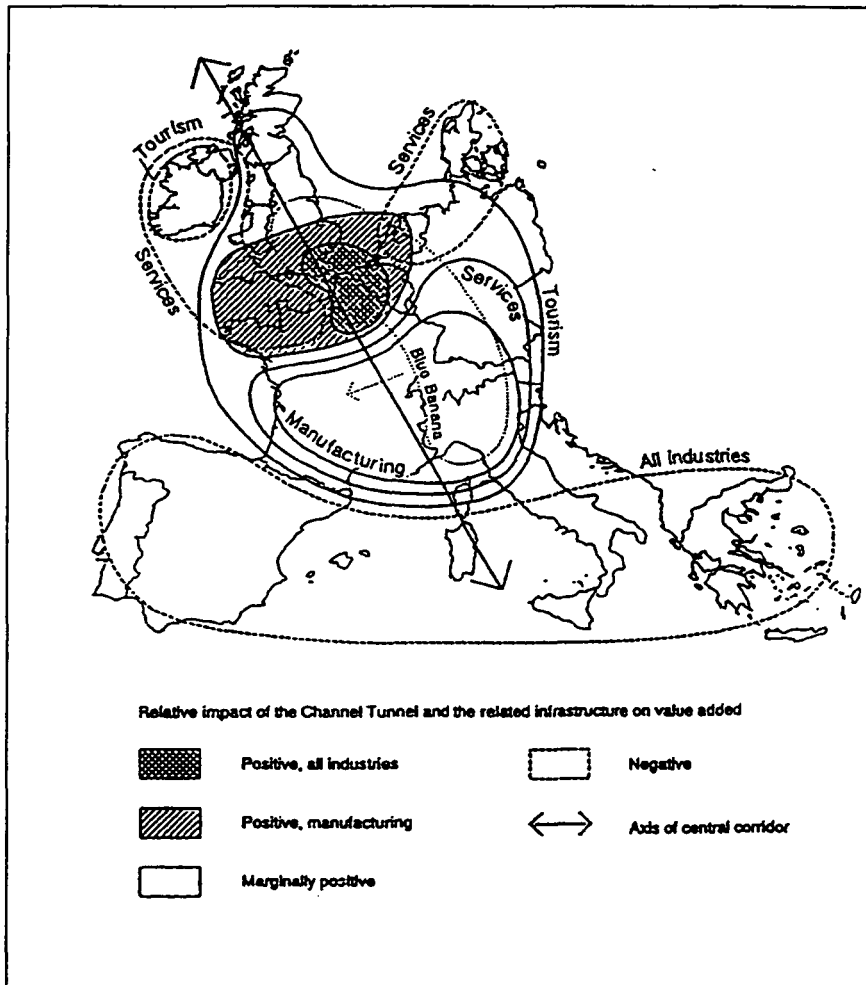 Tourism
Services
Services
Services
Tourism
Blue Banana
Manufacturing
All Industries
Relative impact of the Channel Tunnel and the related infrastructure on value added
Positive, all industries
Negative
Positive, manufacturing
Axis of central corridor
Marginally positive